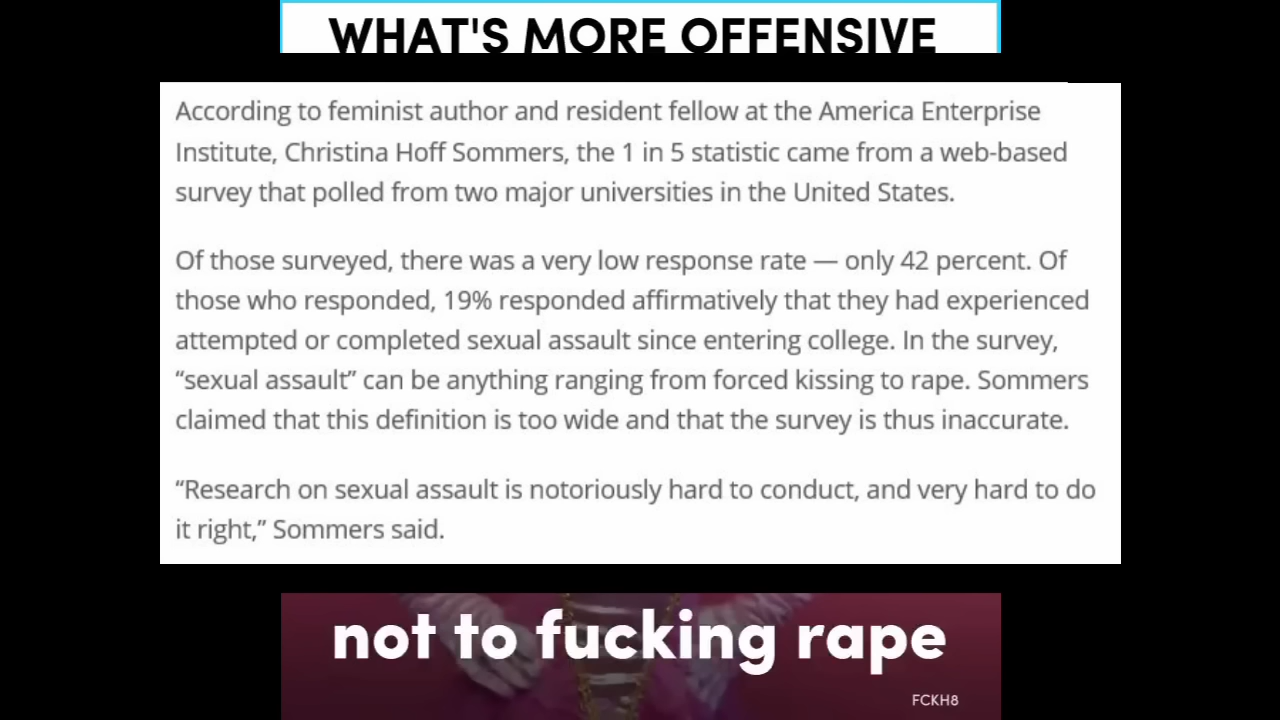 WHAT'S MORE OFFENSIVE
According to feminist author and resident fellow at the America Enterprise
Institute, Christina Hoff Sommers, the 1 in 5 statistic came from a web-based
survey that polled from two major universities in the United States.
Of those surveyed, there was a very low response rate — only 42 percent. Of
those who responded, 19% responded affirmatively that they had experienced
attempted or completed sexual assault since entering college. In the survey,
“sexual assault” can be anything ranging from forced kissing to rape. Sommers
claimed that this definition is too wide and that the survey is thus inaccurate.
“Research on sexual assault is notoriously hard to conduct, and very hard to do
it right,” Sommers said.
not to fucking rape
FCKH8